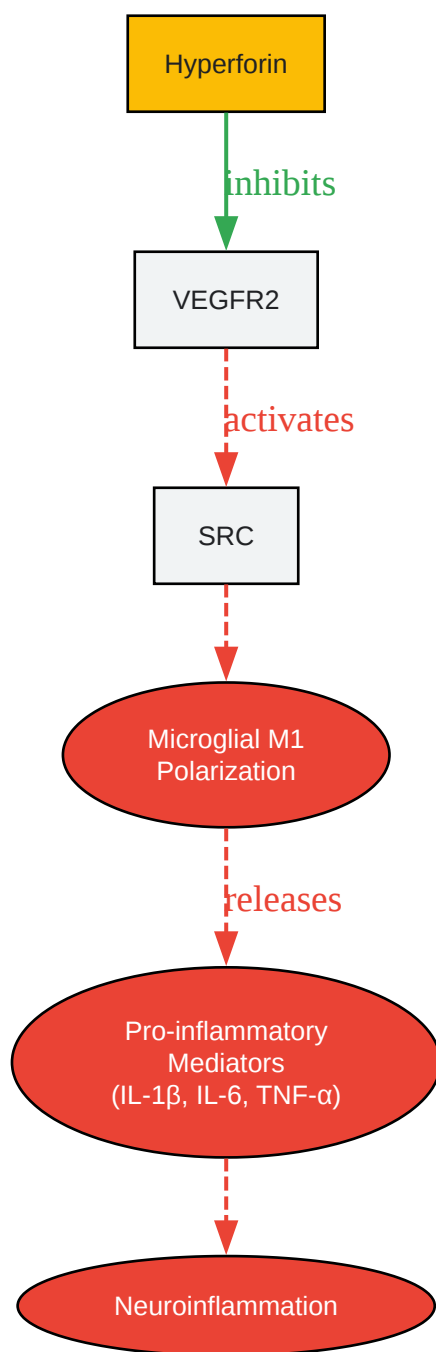 Hyperforin
inhibits
VEGFR2
activates
SRC
Microglial M1
Polarization
releases
Pro-inflammatory
Mediators
(IL-1β, IL-6, TNF-α)
Neuroinflammation